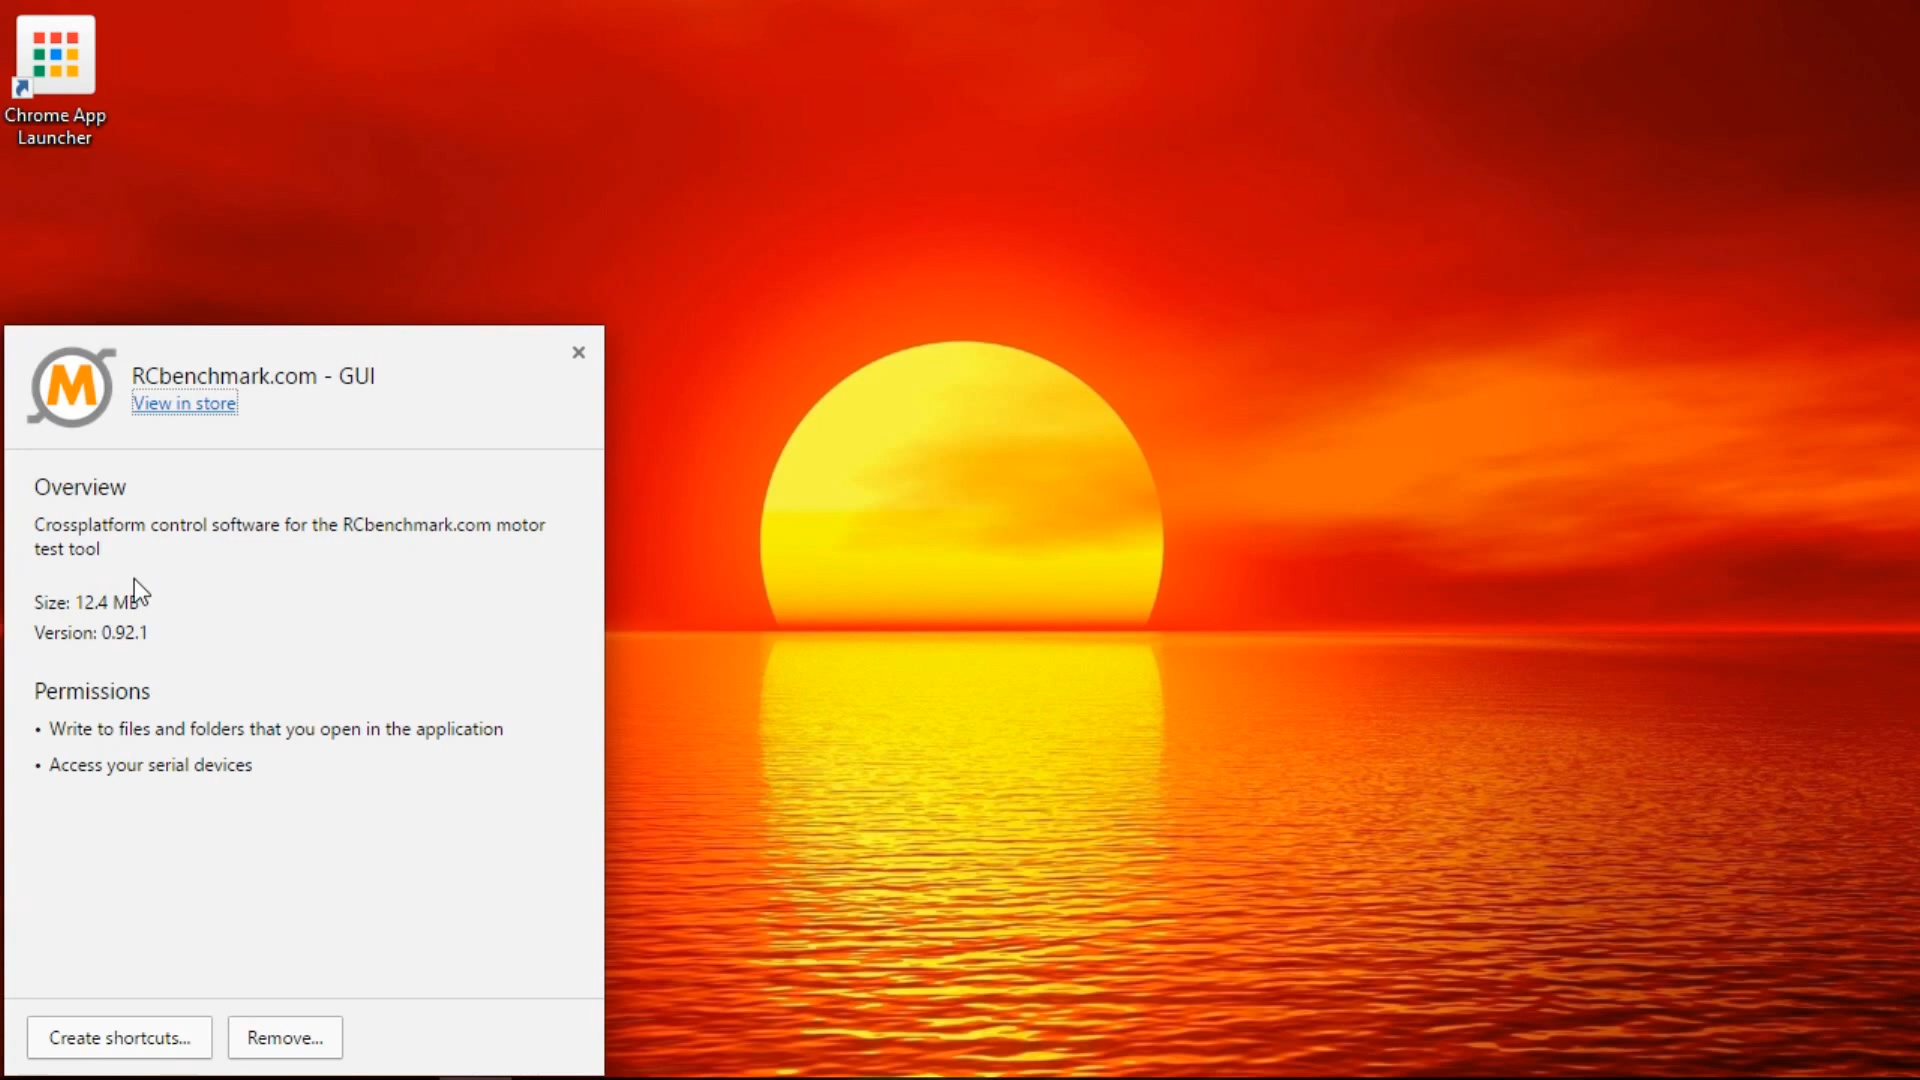 Chrome App
Launcher
M
RCbenchmark.com - GUI
View in store
Overview
Crossplatform control software for the RCbenchmark.com motor
test tool
Size: 12.4 MB
Version: 0.92.1
Permissions
• Write to files and folders that you open in the application
• Access your serial devices
Create shortcuts...
Remove...